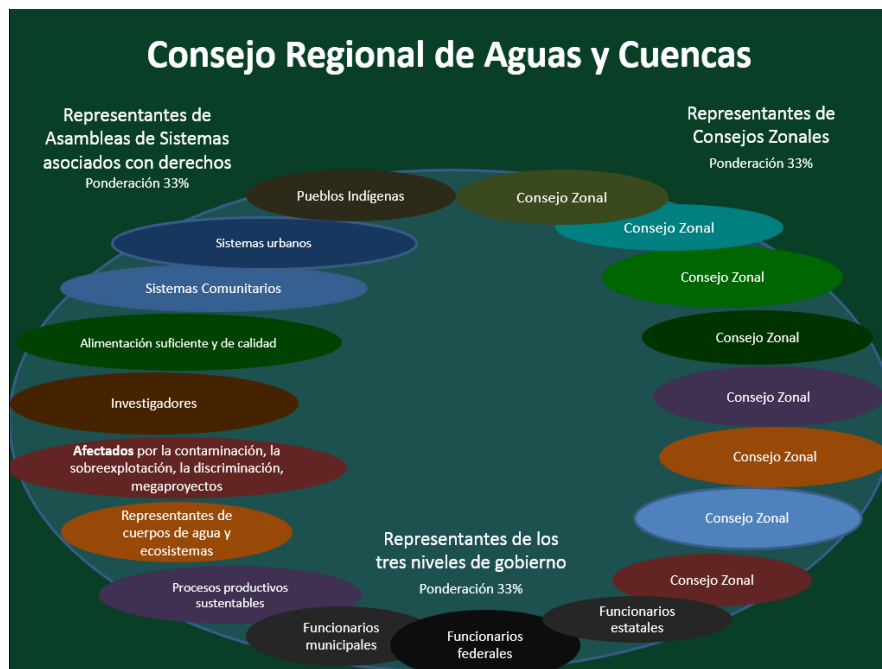 Consejo Regional de Aguas y Cuencas
Representantes de
Asambleas de Sistemas
asociados con derechos
Ponderación 33%
Representantes de
Consejos Zonales
Ponderación 33%
Pueblos Indígenas
Sistemas urbanos
Sistemas Comunitarios
Alimentación suficiente y de calidad
Investigadores
Afectados por la contaminación, la
sobreexplotación, la discriminación,
megaproyectos
Representantes de
cuerpos de agua y
ecosistemas
Procesos productivos
sustentables
Consejo Zonal
Consejo Zonal
Consejo Zonal
Consejo Zonal
Consejo Zonal
Consejo Zonal
Consejo Zonal
Consejo Zonal
Representantes de los
tres niveles de gobierno
Ponderación 33%
Funcionarios
municipales
Funcionarios
federales
Funcionarios
estatales